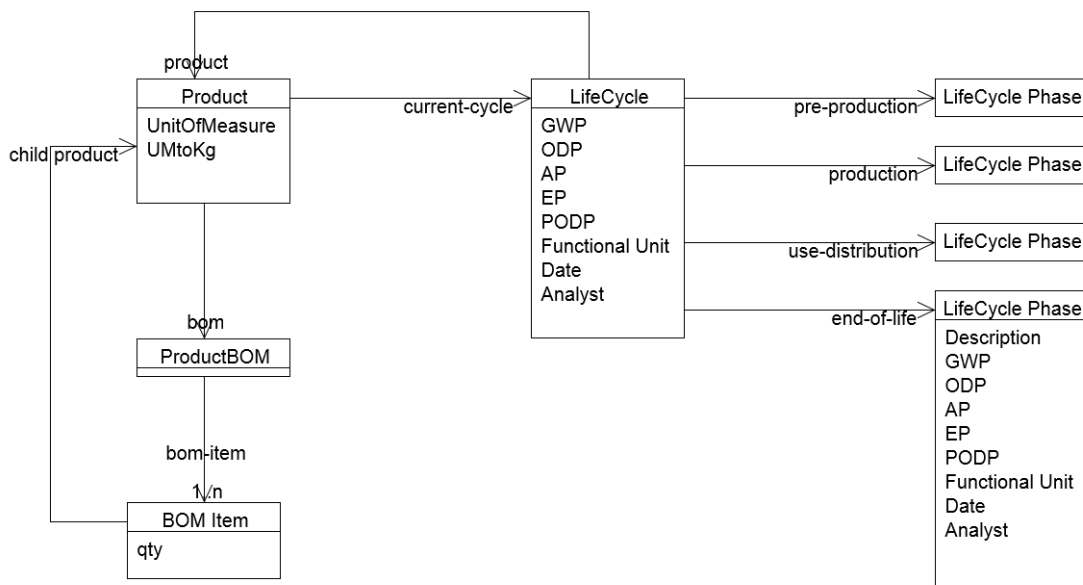 product
Product
UnitOfMeasure
UMtoKg
child product
current-cycle
LifeCycle
GWP
ODP
AP
EP
PODP
Functional Unit
Date
Analyst
pre-production
LifeCycle Phase
production
LifeCycle Phase
use-distribution
LifeCycle Phase
end-of-life
LifeCycle Phase
Description
GWP
ODP
AP
EP
PODP
Functional Unit
Date
Analyst
bom
ProductBOM
bom-item
1..n
BOM Item
qty